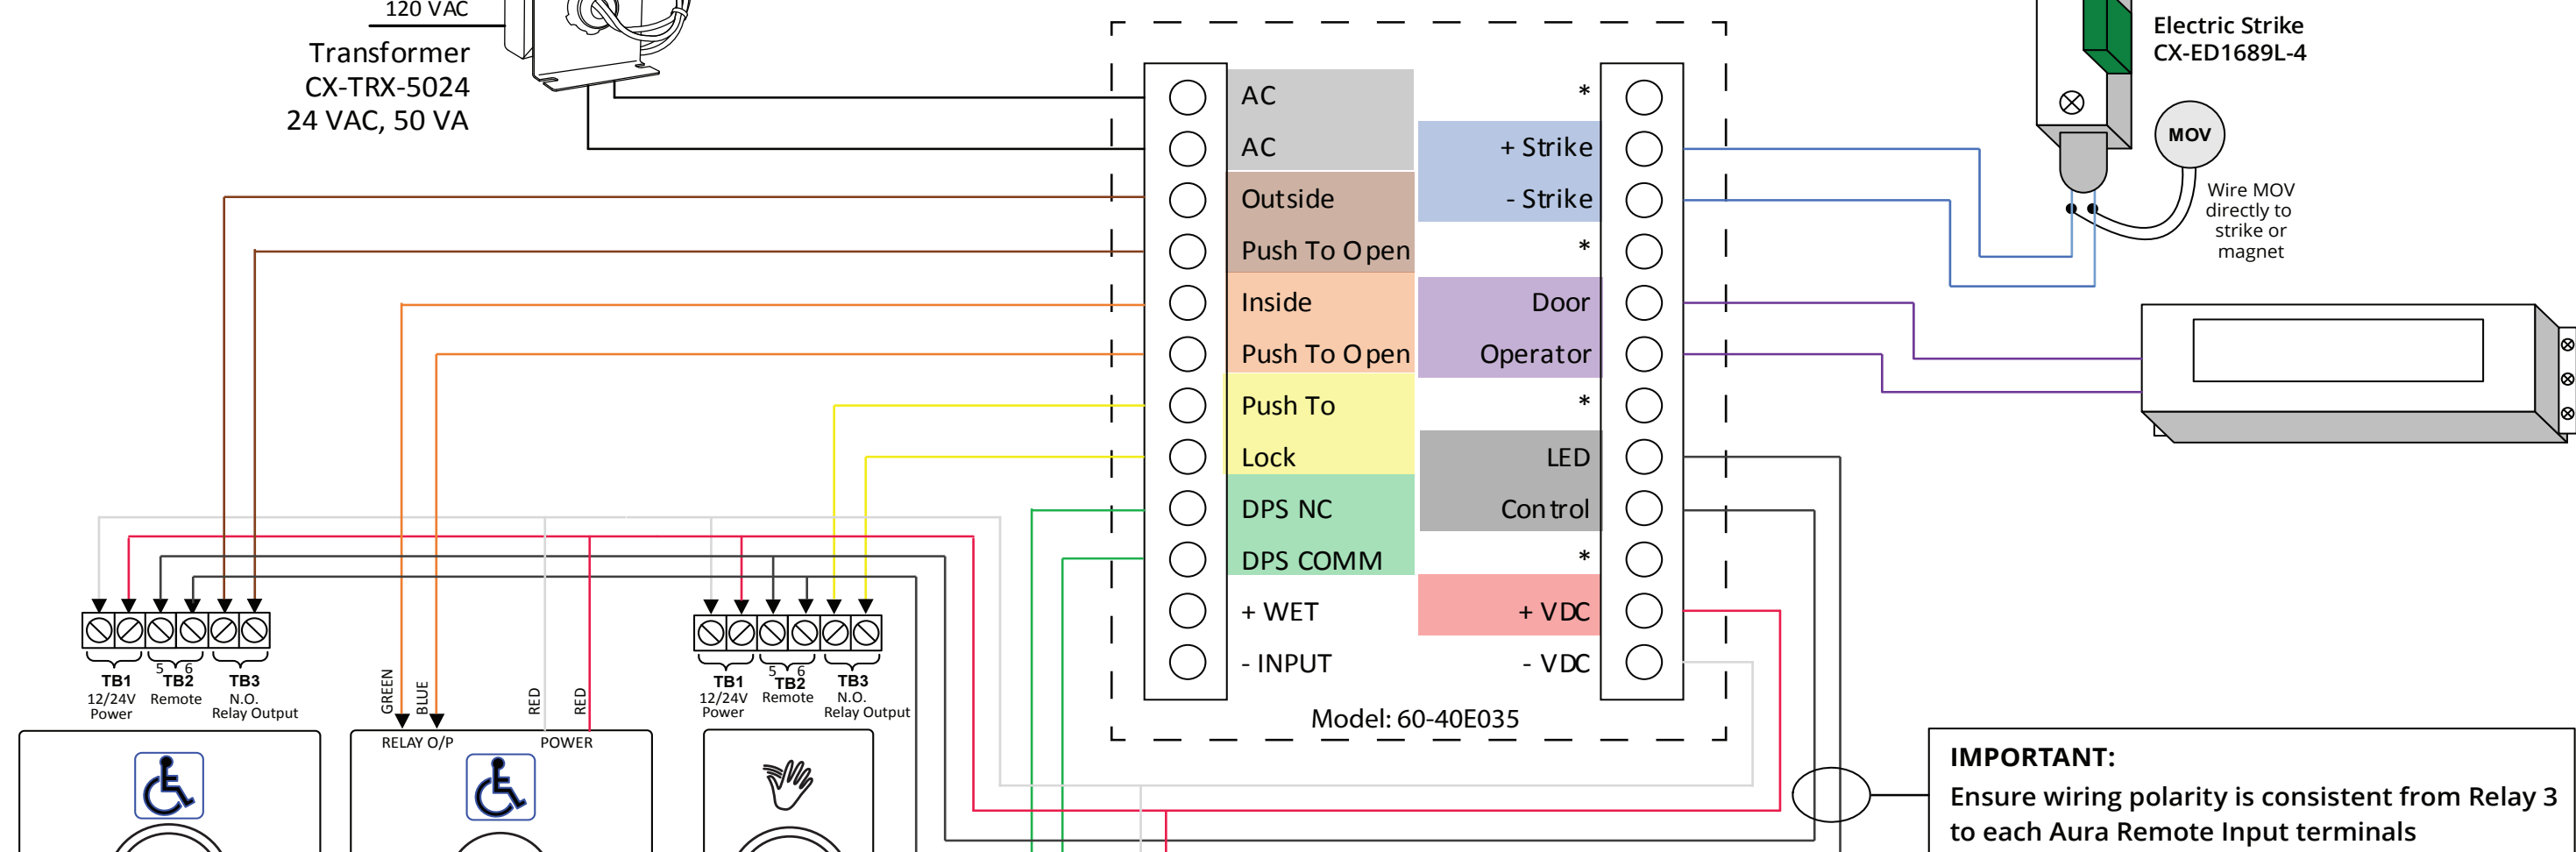 120 VAC
Transformer
CX-TRX-5024
24 VAC, 50 VA
Electric Strike
CX-ED1689L-4
MOV
Wire MOV
directly to
strike or
magnet
AC
AC
Outside
Push To Open
Inside
Push To Open
Push To
Lock
DPS NC
DPS COMM
+ WET
- INPUT
*
+ Strike
- Strike
*
Door
Operator
*
LED
Control
*
+ VDC
- VDC
Model: 60-40E035
5 6
TB1 TB2 TB3
12/24V Remote N.O.
Power Relay Output
GREEN
BLUE
RED
RED
RELAY O/P POWER
5 6
TB1 TB2 TB3
12/24V Remote N.O.
Power Relay Output
IMPORTANT:
Ensure wiring polarity is consistent from Relay 3
to each Aura Remote Input terminals